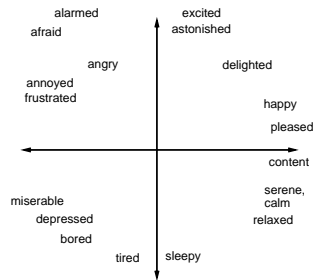 alarmed
excited
afraid
astonished
angry
delighted
annoyed
frustrated
happy
pleased
content
serene,
calm
miserable
depressed
relaxed
bored
tired
sleepy